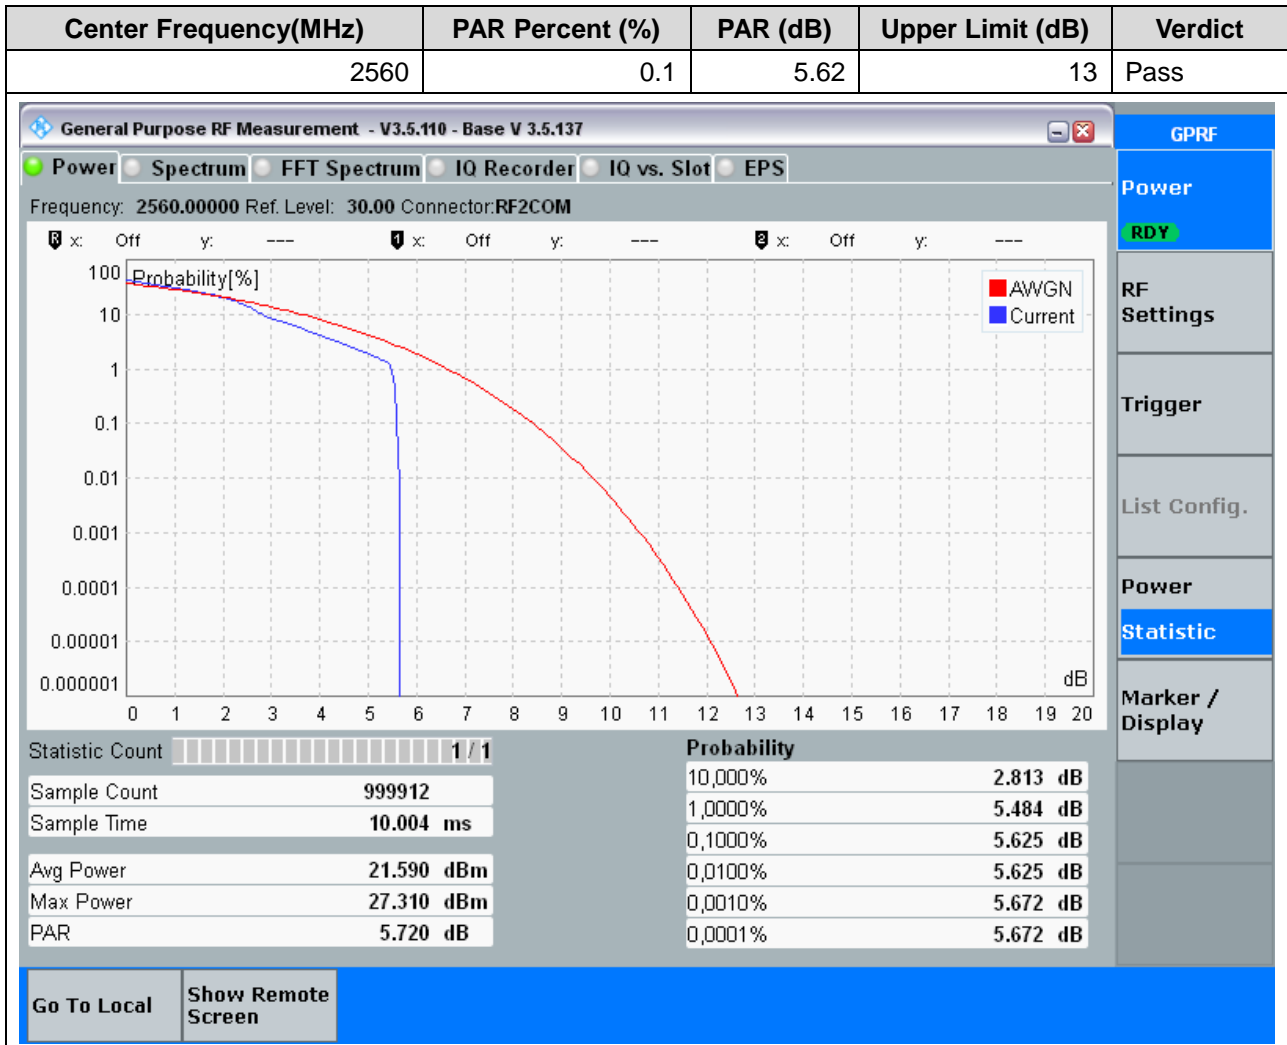 Center Frequency(MHz) PAR Percent (%) PAR (dB) Upper Limit (dB) Verdict
2560 0.1 5.62 13 Pass
General Purpose RF Measurement - V3.5.110 - Base V 3.5.137
GPRF
Power Spectrum FFT Spectrum IQ Recorder IQ vs. Slot EPS
Power
RDY
Frequency: 2560.00000 Ref. Level: 30.00 Connector:RF2COM
R x: Off y: --- 1 x: Off y: --- 2 x: Off y: ---
Probability[%]
100
10
1
0.1
0.01
0.001
0.0001
0.00001
0.000001
AWGN
Current
dB
0 1 2 3 4 5 6 7 8 9 10 11 12 13 14 15 16 17 18 19 20
RF
Settings
Trigger
List Config.
Power
Statistic
Marker /
Display
Statistic Count 1 / 1
Sample Count 999912
Sample Time 10.004 ms
Avg Power 21.590 dBm
Max Power 27.310 dBm
PAR 5.720 dB
Probability
10,000% 2.813 dB
1,0000% 5.484 dB
0,1000% 5.625 dB
0,0100% 5.625 dB
0,0010% 5.672 dB
0,0001% 5.672 dB
Go To Local
Show Remote
Screen